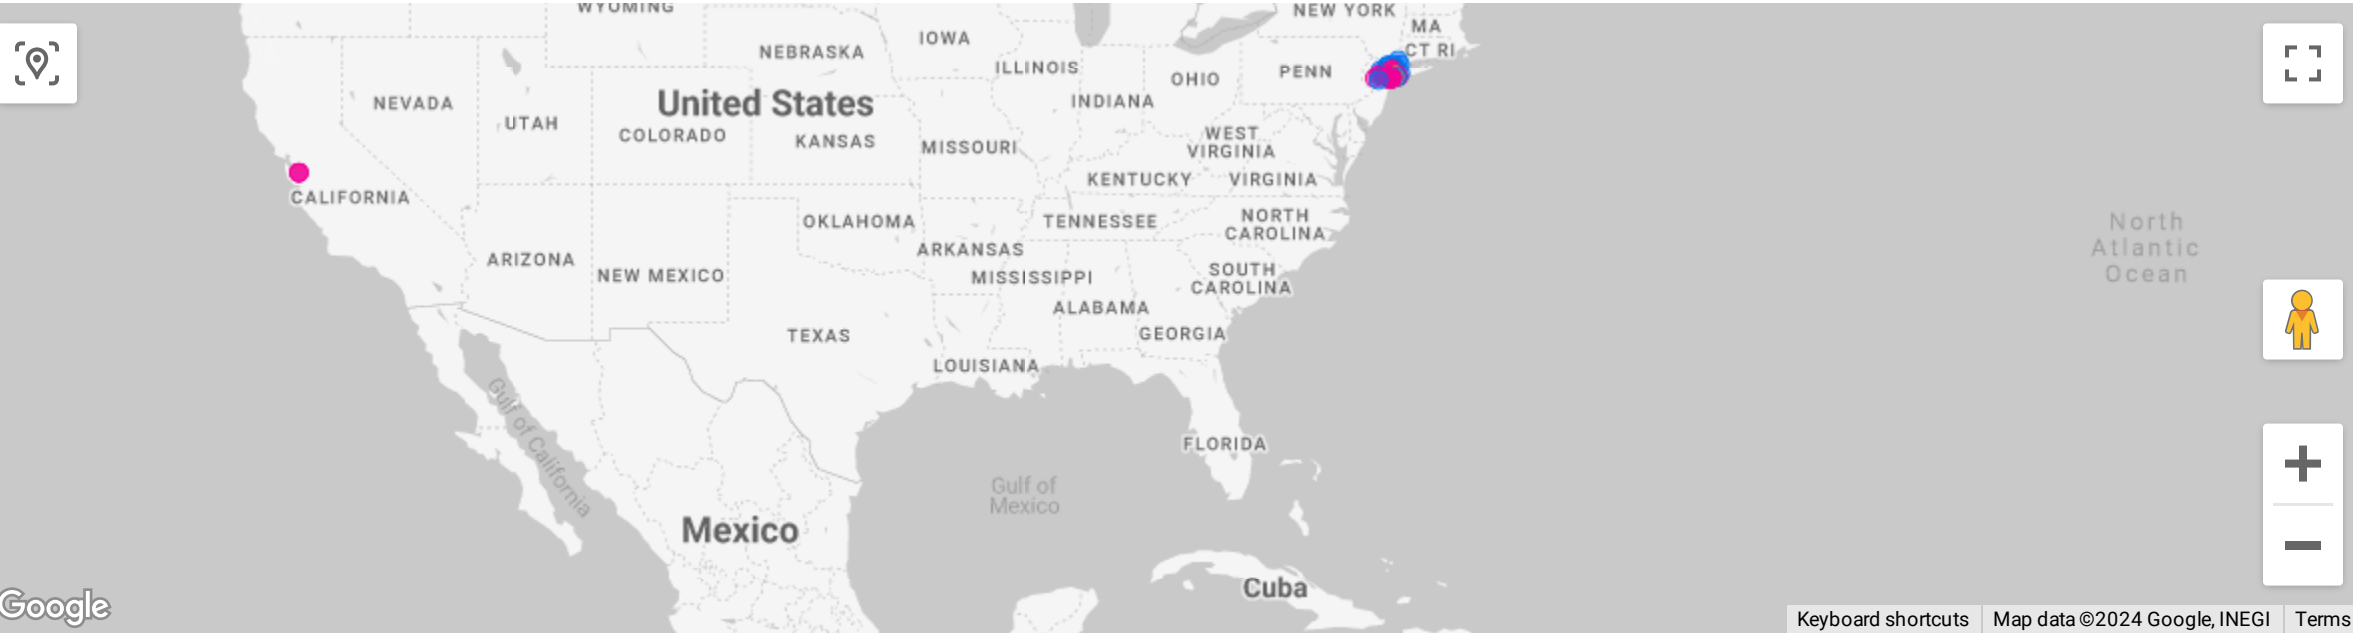 WYOMING
NEW YORK
MA
IOWA
NEBRASKA
CT RI
ILLINOIS
PENN
OHIO
NEVADA
United States
INDIANA
UTAH
COLORADO
KANSAS
MISSOURI
WEST
VIRGINIA
KENTUCKY
VIRGINIA
CALIFORNIA
OKLAHOMA
TENNESSEE
NORTH
CAROLINA
North
Atlantic
Ocean
ARKANSAS
ARIZONA
NEW MEXICO
MISSISSIPPI
SOUTH
CAROLINA
ALABAMA
TEXAS
GEORGIA
LOUISIANA
Gulf of California
FLORIDA
Gulf of
Mexico
Mexico
Cuba
Google
Keyboard shortcuts
Map data ©2024 Google, INEGI
Terms